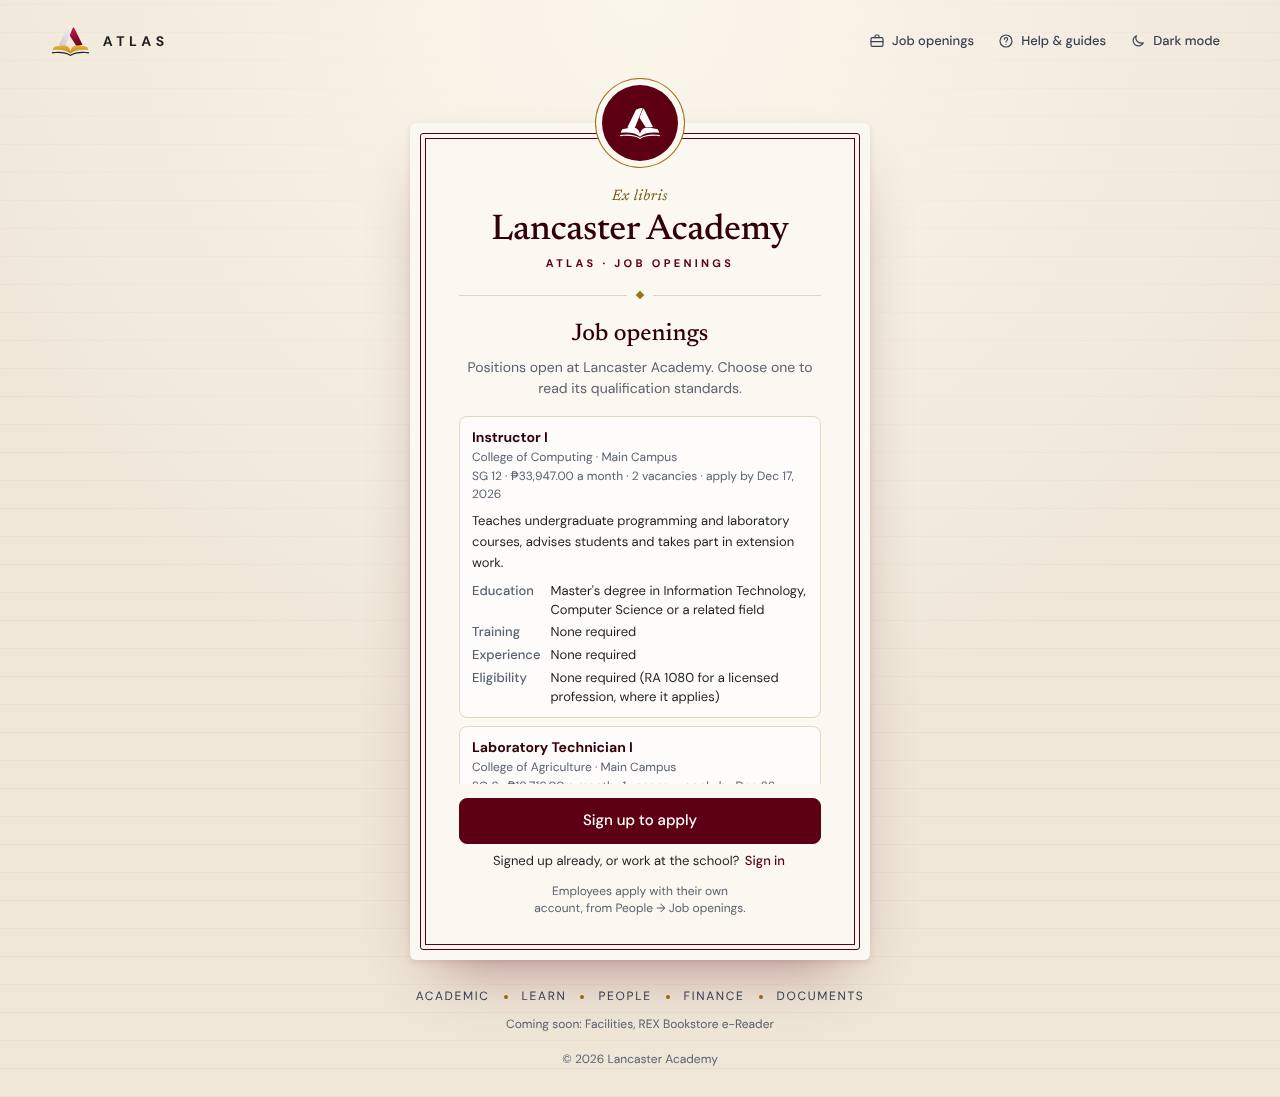 ATLAS
Job openings
Help & guides
Dark mode
Ex libris
Lancaster Academy
ATLAS · JOB OPENINGS
Job openings
Positions open at Lancaster Academy. Choose one to
read its qualification standards.
Instructor I
College of Computing · Main Campus
SG 12 · ₱33,947.00 a month · 2 vacancies · apply by Dec 17,
2026
Teaches undergraduate programming and laboratory
courses, advises students and takes part in extension
work.
Education Master's degree in Information Technology,
Computer Science or a related field
Training None required
Experience None required
Eligibility None required (RA 1080 for a licensed
profession, where it applies)
Laboratory Technician I
College of Agriculture · Main Campus
Sign up to apply
Signed up already, or work at the school? Sign in
Employees apply with their own
account, from People → Job openings.
ACADEMIC • LEARN • PEOPLE • FINANCE • DOCUMENTS
Coming soon: Facilities, REX Bookstore e-Reader
© 2026 Lancaster Academy